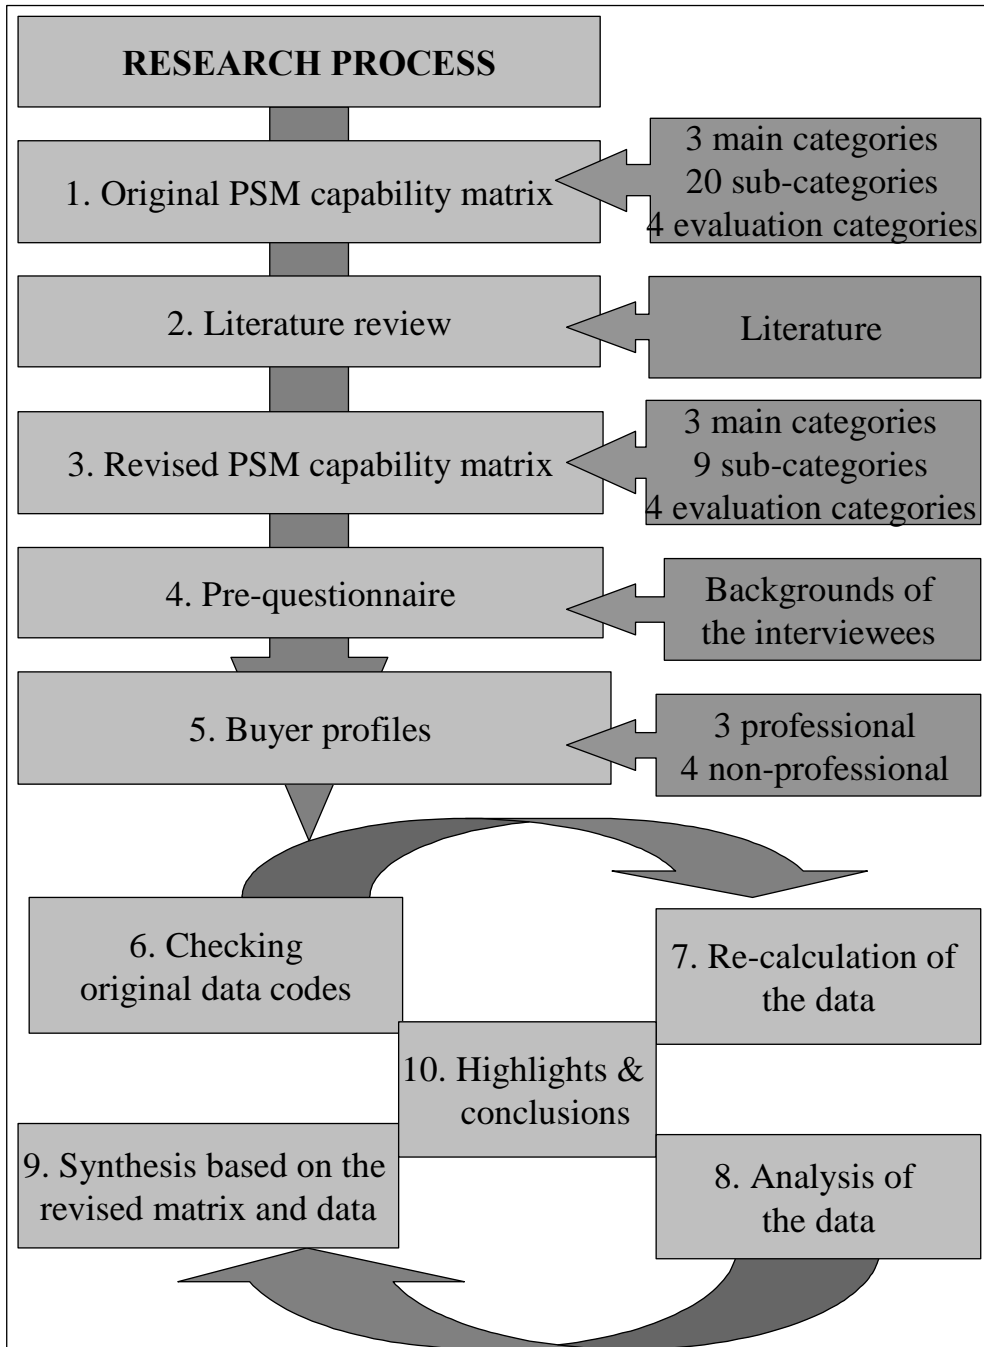 RESEARCH PROCESS
1. Original PSM capability matrix
3 main categories
20 sub-categories
4 evaluation categories
2. Literature review
Literature
3. Revised PSM capability matrix
3 main categories
9 sub-categories
4 evaluation categories
4. Pre-questionnaire
Backgrounds of
the interviewees
5. Buyer profiles
3 professional
4 non-professional
6. Checking
original data codes
7. Re-calculation of
the data
8. Analysis of
the data
9. Synthesis based on the
revised matrix and data
10. Highlights &
conclusions